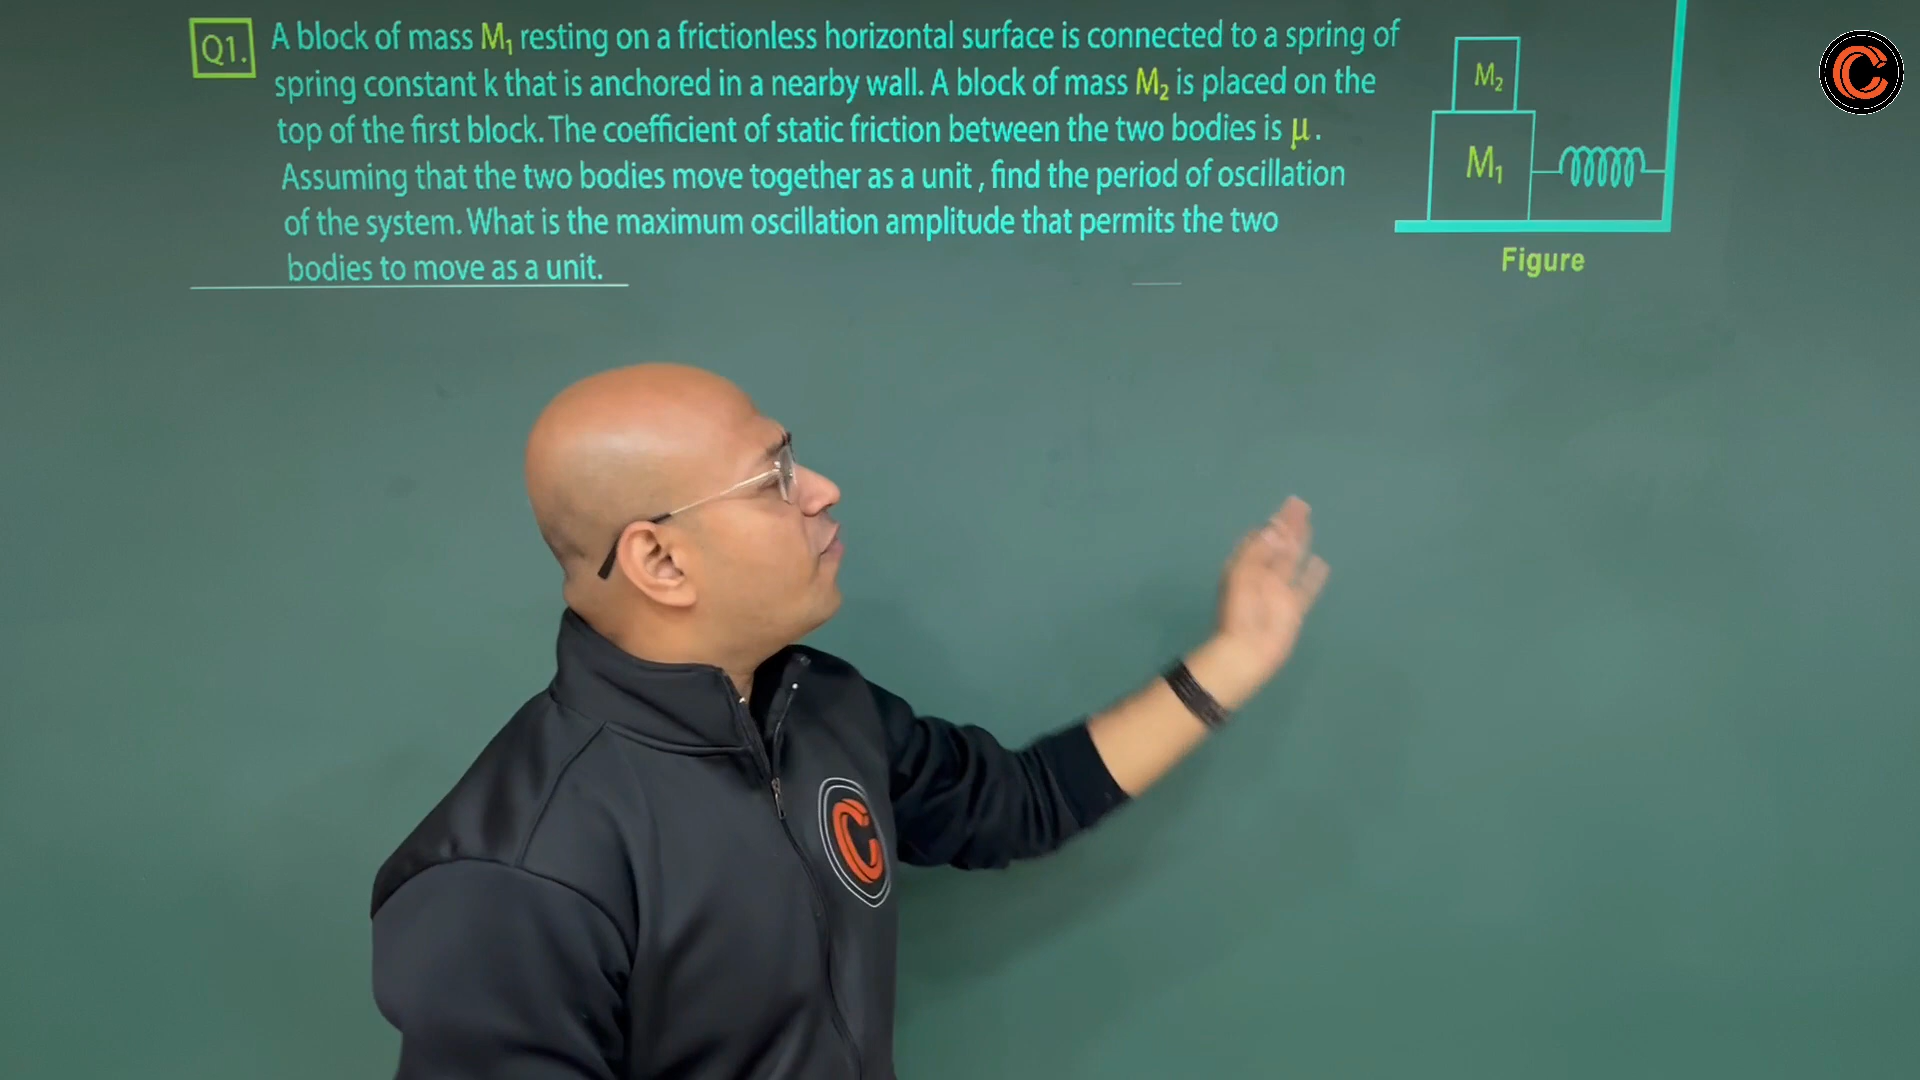 Q1. A block of mass M₁ resting on a frictionless horizontal surface is connected to a spring of
spring constant k that is anchored in a nearby wall. A block of mass M₂ is placed on the
top of the first block. The coefficient of static friction between the two bodies is μ.
Assuming that the two bodies move together as a unit, find the period of oscillation
of the system. What is the maximum oscillation amplitude that permits the two
bodies to move as a unit.
M₂
M₁
Figure